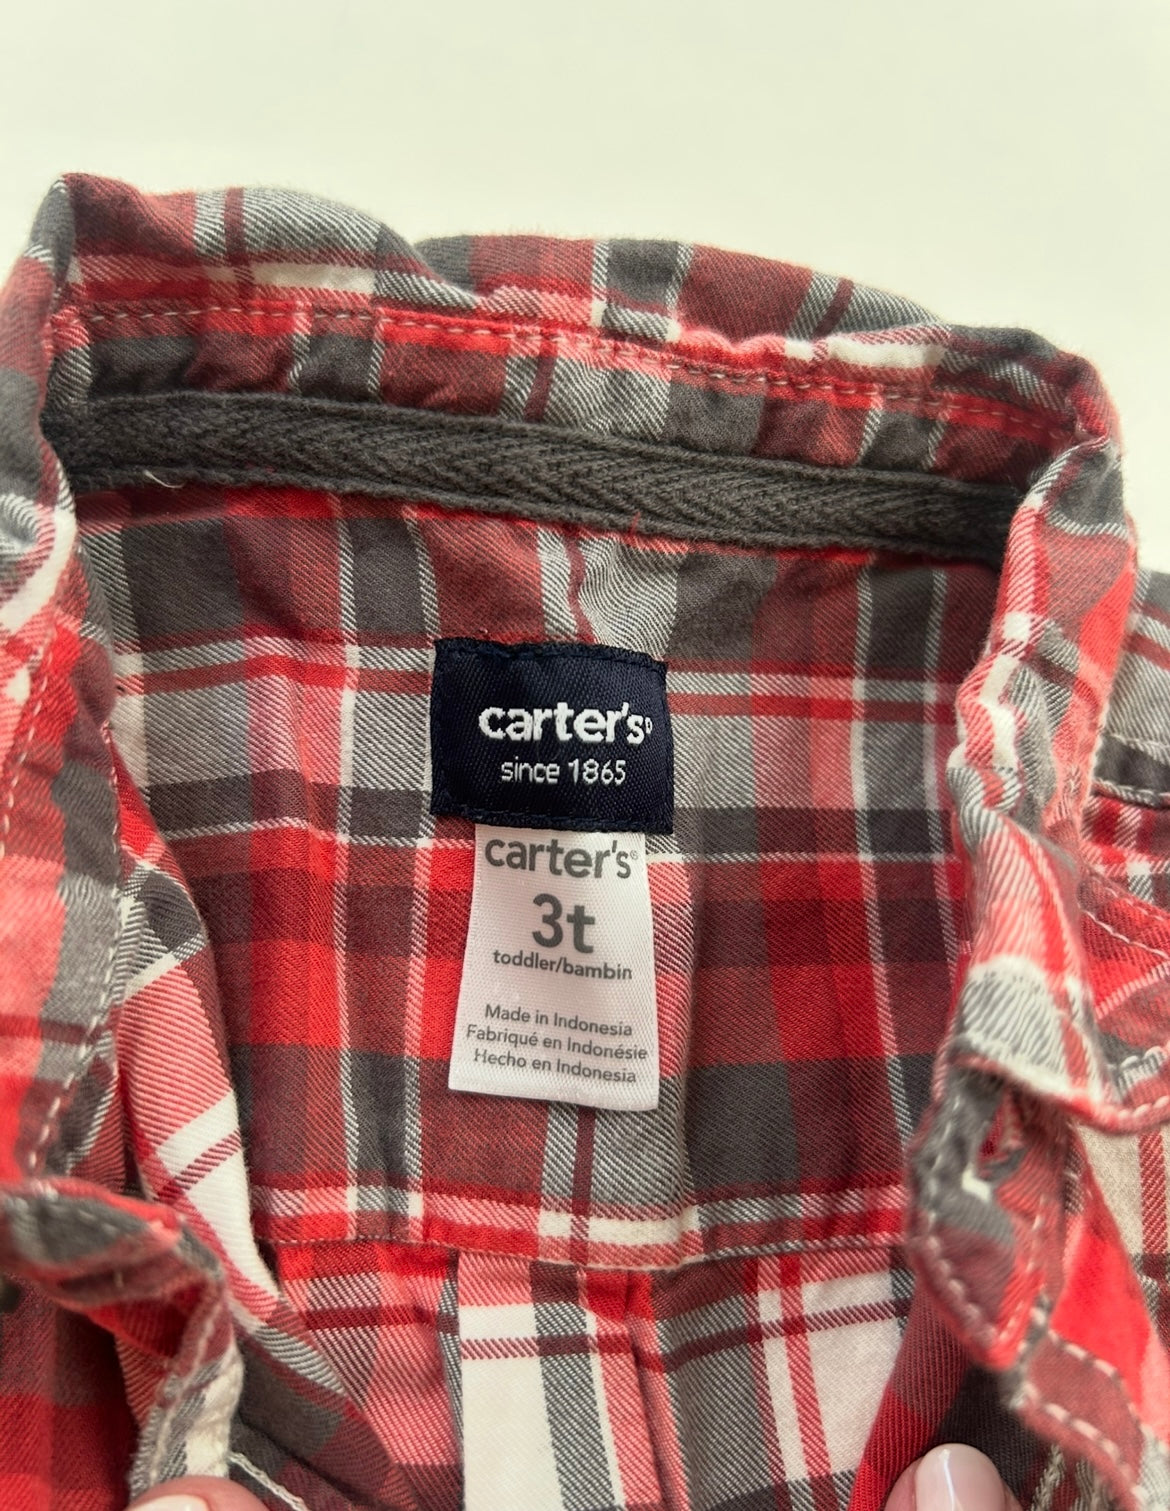 carter's®
since 1865
carter's®
3t
toddler/bambin
Made in Indonesia
Fabriqué en Indonésie
Hecho en Indonesia